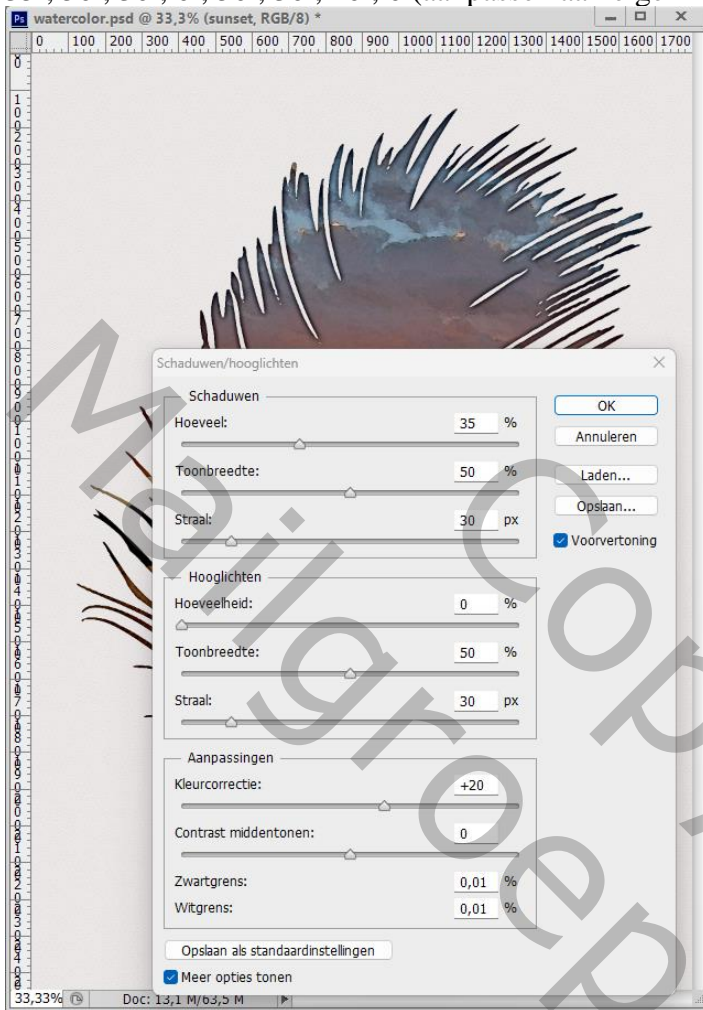 Ps watercolor.psd @ 33,3% (sunset, RGB/8) *
0 100 200 300 400 500 600 700 800 900 1000 1100 1200 1300 1400 1500 1600 1700
Schaduwen/hooglichten
Schaduwen
Hoeveel: 35 %
Toonbreedte: 50 %
Straal: 30 px
Hooglichten
Hoeveelheid: 0 %
Toonbreedte: 50 %
Straal: 30 px
Aanpassingen
Kleurcorrectie: +20
Contrast middentonen: 0
Zwartgrens: 0,01 %
Witgrens: 0,01 %
Opslaan als standaardinstellingen
Meer opties tonen
OK
Annuleren
Laden...
Opslaan...
Voorvertoning
33,33% Doc: 13,1 M/63,5 M
Copy
Mailgroep